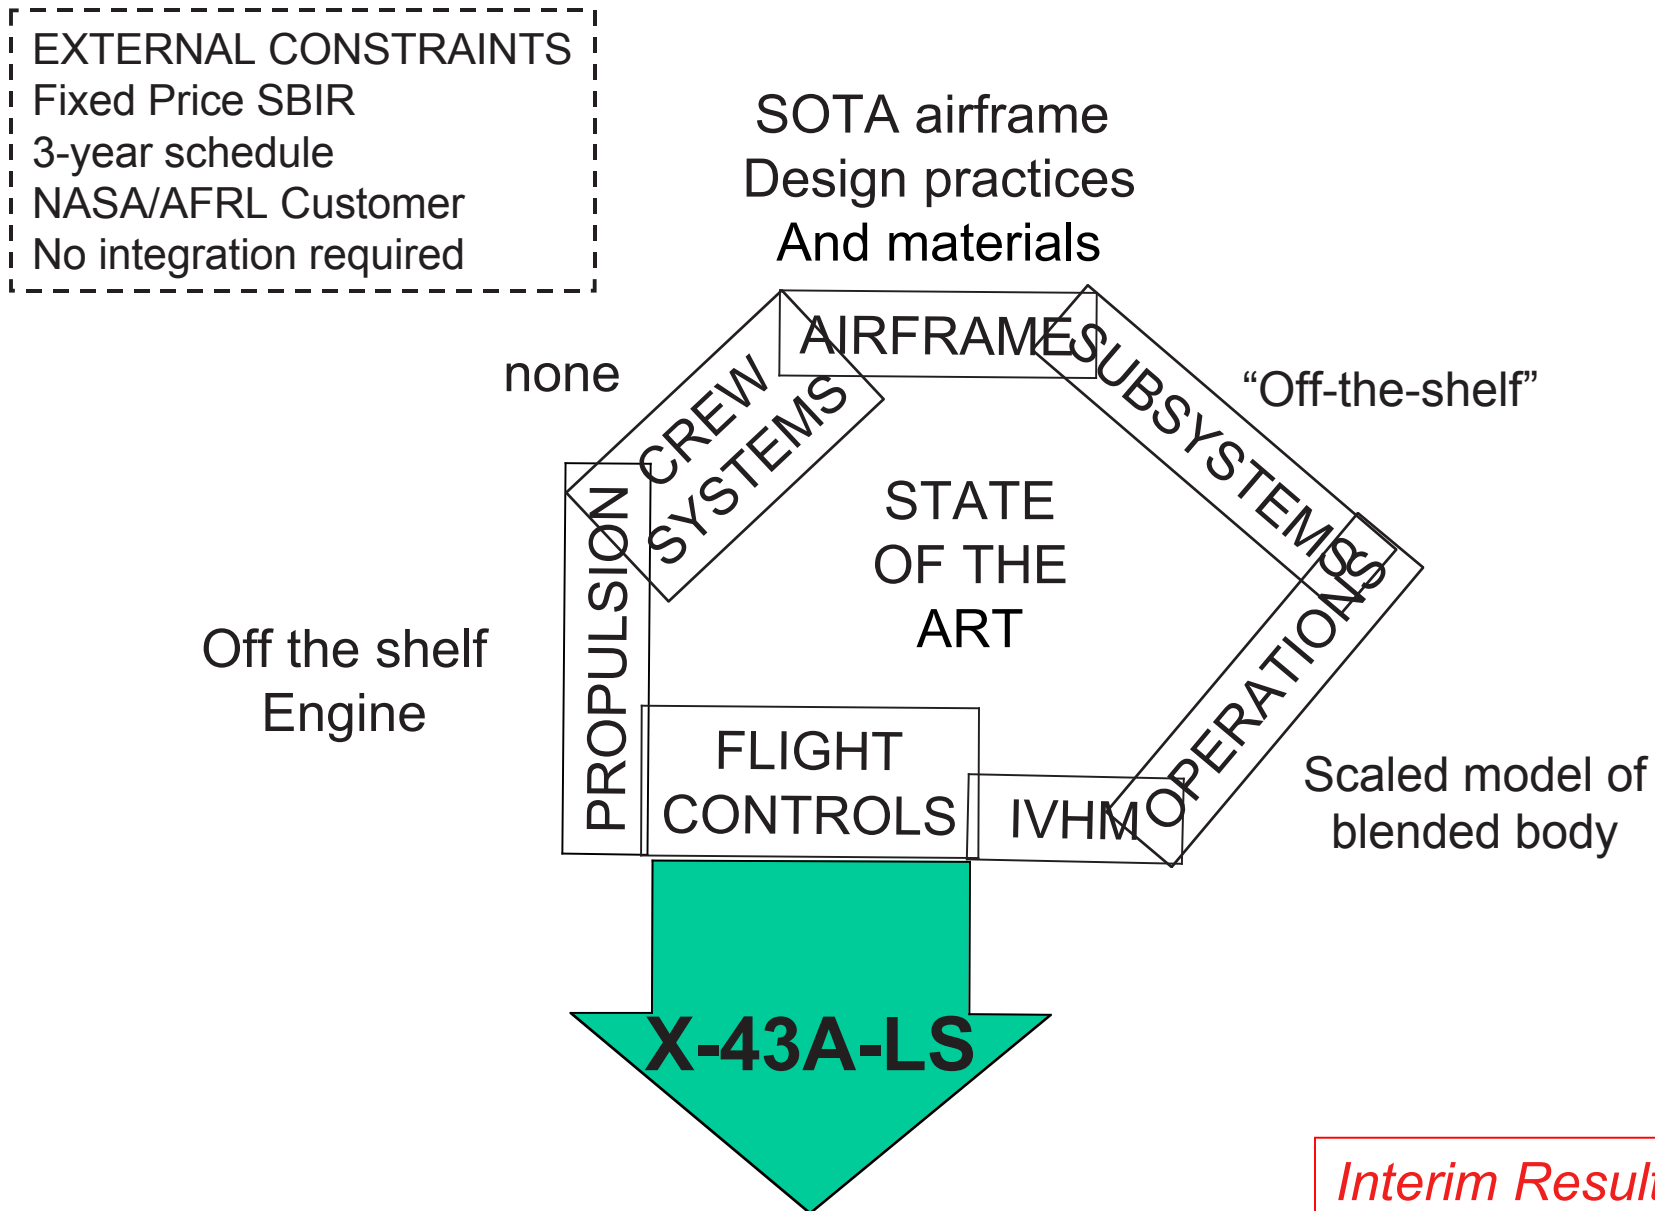 EXTERNAL CONSTRAINTS
Fixed Price SBIR
3-year schedule
NASA/AFRL Customer
No integration required
SOTA airframe
Design practices
And materials
AIRFRAME
none
CREW
SYSTEMS
SUBSYSTEMS
“Off-the-shelf”
STATE
OF THE
ART
PROPULSION
Off the shelf
Engine
OPERATIONS
FLIGHT
CONTROLS
IVHM
Scaled model of
blended body
X-43A-LS
Interim Result